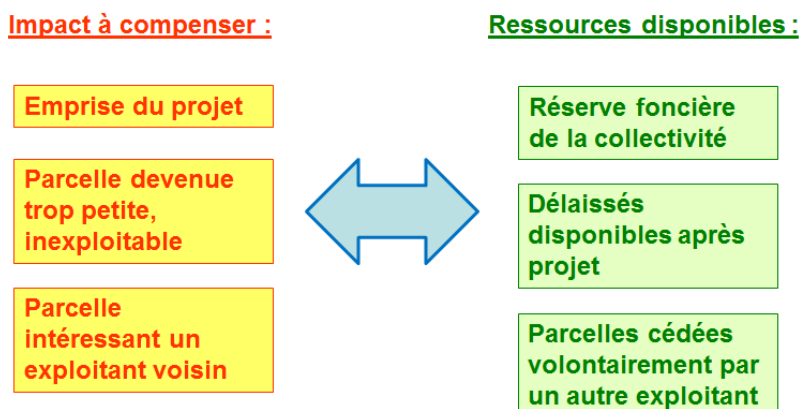 Impact à compenser :
Emprise du projet
Parcelle devenue
trop petite,
inexploitable
Parcelle
intéressant un
exploitant voisin
Ressources disponibles :
Réserve foncière
de la collectivité
Délaissés
disponibles après
projet
Parcelles cédées
volontairement par
un autre exploitant